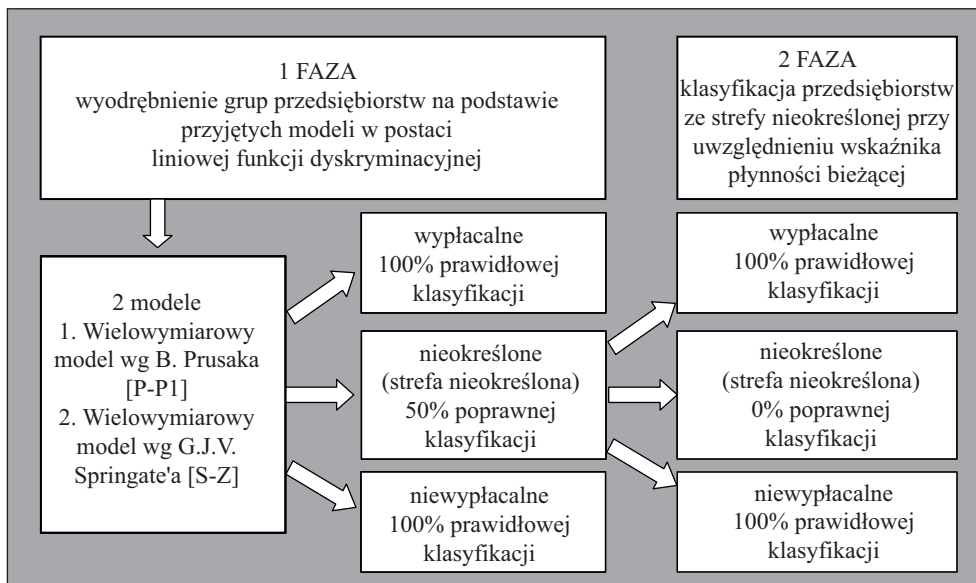 1 FAZA
wyodrębnienie grup przedsiębiorstw na podstawie
przyjętych modeli w postaci
liniowej funkcji dyskryminacyjnej
2 FAZA
klasyfikacja przedsiębiorstw
ze strefy nieokreślonej przy
uwzględnieniu wskaźnika
płynności bieżącej
2 modele
1. Wielowymiarowy
model wg B. Prusaka
[P-P1]
2. Wielowymiarowy
model wg G.J.V.
Springate'a [S-Z]
wypłacalne
100% prawidłowej
klasyfikacji
nieokreślone
(strefa nieokreślona)
50% poprawnej
klasyfikacji
niewypłacalne
100% prawidłowej
klasyfikacji
wypłacalne
100% prawidłowej
klasyfikacji
nieokreślone
(strefa nieokreślona)
0% poprawnej
klasyfikacji
niewypłacalne
100% prawidłowej
klasyfikacji